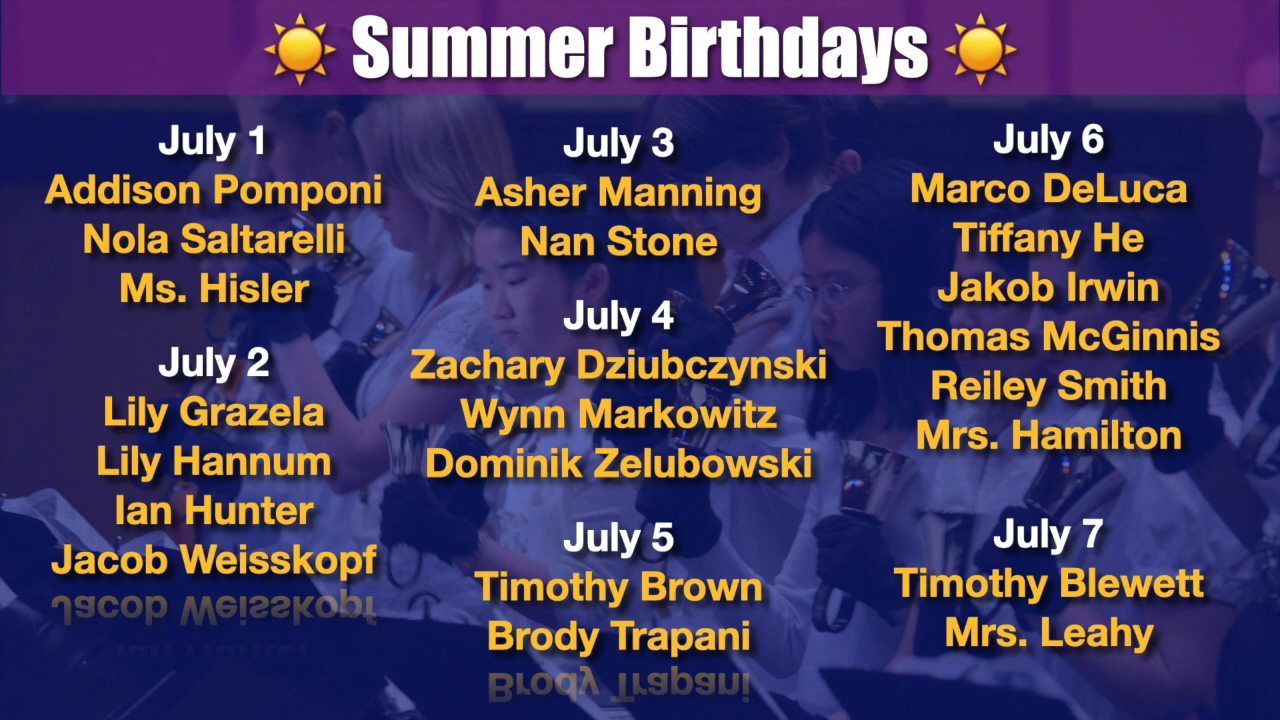 Summer Birthdays
July 1
Addison Pomponi
Nola Saltarelli
Ms. Hisler
July 2
Lily Grazela
Lily Hannum
Ian Hunter
Jacob Weisskopf
July 3
Asher Manning
Nan Stone
July 4
Zachary Dziubczynski
Wynn Markowitz
Dominik Zelubowski
July 5
Timothy Brown
Brody Trapani
July 6
Marco DeLuca
Tiffany He
Jakob Irwin
Thomas McGinnis
Reiley Smith
Mrs. Hamilton
July 7
Timothy Blewett
Mrs. Leahy